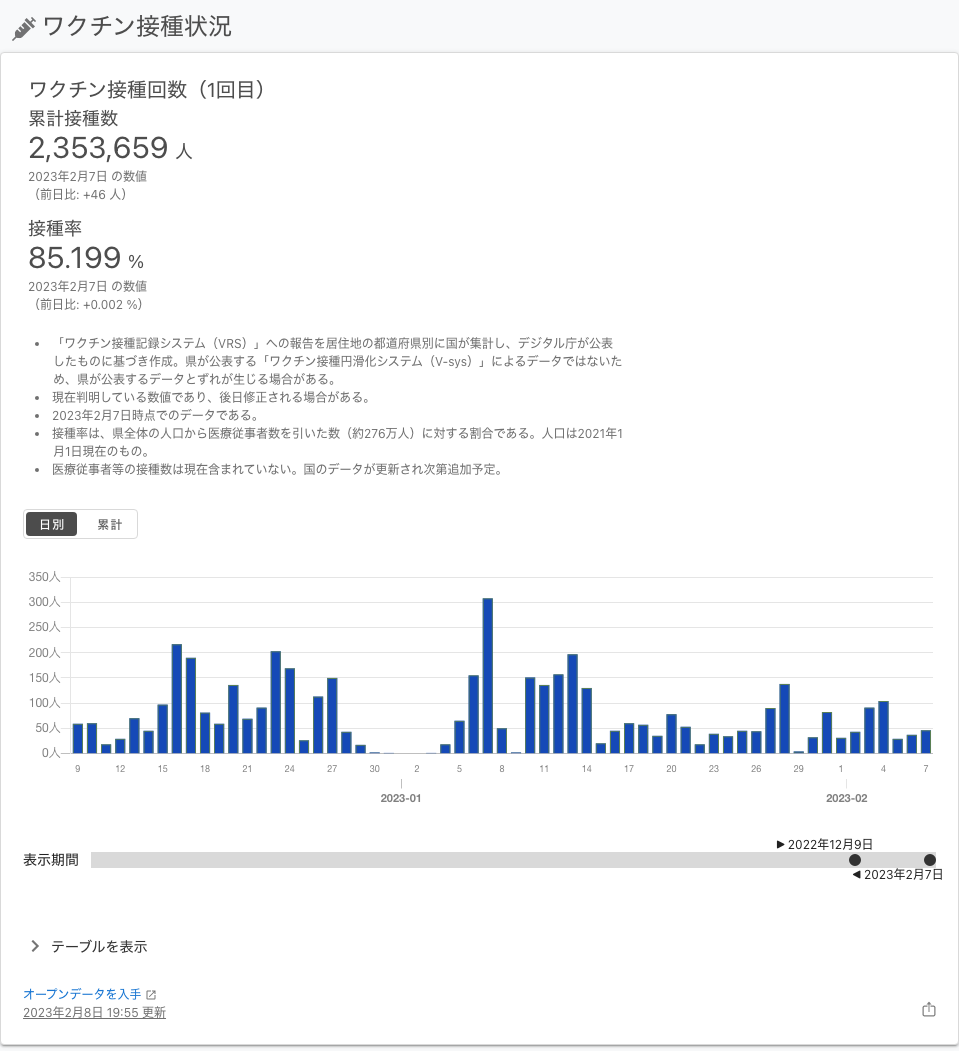 ワクチン接種状況
ワクチン接種回数（1回目）
累計接種数
2,353,659 人
2023年2月7日 の数値
（前日比: +46 人）
接種率
85.199 %
2023年2月7日 の数値
（前日比: +0.002 %）
• 「ワクチン接種記録システム（VRS）」への報告を居住地の都道府県別に国が集計し、デジタル庁が公表
したものに基づき作成。県が公表する「ワクチン接種円滑化システム（V-sys）」によるデータではないた
め、県が公表するデータとずれが生じる場合がある。
• 現在判明している数値であり、後日修正される場合がある。
• 2023年2月7日時点でのデータである。
• 接種率は、県全体の人口から医療従事者数を引いた数（約276万人）に対する割合である。人口は2021年1
月1日現在のもの。
• 医療従事者等の接種数は現在含まれていない。国のデータが更新され次第追加予定。
日別 累計
350人
300人
250人
200人
150人
100人
50人
0人
9 12 15 18 21 24 27 30 2 5 8 11 14 17 20 23 26 29 1 4 7
2023-01 2023-02
▶ 2022年12月9日
表示期間
◀ 2023年2月7日
テーブルを表示
オープンデータを入手
2023年2月8日 19:55 更新